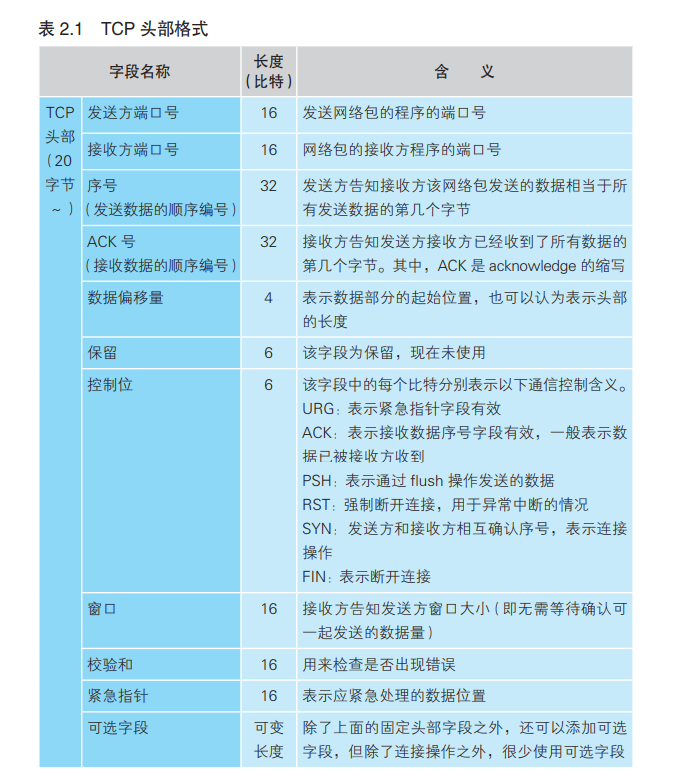 表 2.1 TCP 头部格式
字段名称
长度
(比特)
含 义
TCP
头部
(20
字节
~)
发送方端口号
16
发送网络包的程序的端口号
接收方端口号
16
网络包的接收方程序的端口号
序号
(发送数据的顺序编号)
32
发送方告知接收方该网络包发送的数据相当于所
有发送数据的第几个字节
ACK 号
(接收数据的顺序编号)
32
接收方告知发送方接收方已经收到了所有数据的
第几个字节。其中，ACK 是 acknowledge 的缩写
数据偏移量
4
表示数据部分的起始位置，也可以认为表示头部
的长度
保留
6
该字段为保留，现在未使用
控制位
6
该字段中的每个比特分别表示以下通信控制含义。
URG：表示紧急指针字段有效
ACK：表示接收数据序号字段有效，一般表示数
据已被接收方收到
PSH：表示通过 flush 操作发送的数据
RST：强制断开连接，用于异常中断的情况
SYN：发送方和接收方相互确认序号，表示连接
操作
FIN：表示断开连接
窗口
16
接收方告知发送方窗口大小(即无需等待确认可
一起发送的数据量)
校验和
16
用来检查是否出现错误
紧急指针
16
表示应紧急处理的数据位置
可选字段
可变
长度
除了上面的固定头部字段之外，还可以添加可选
字段，但除了连接操作之外，很少使用可选字段